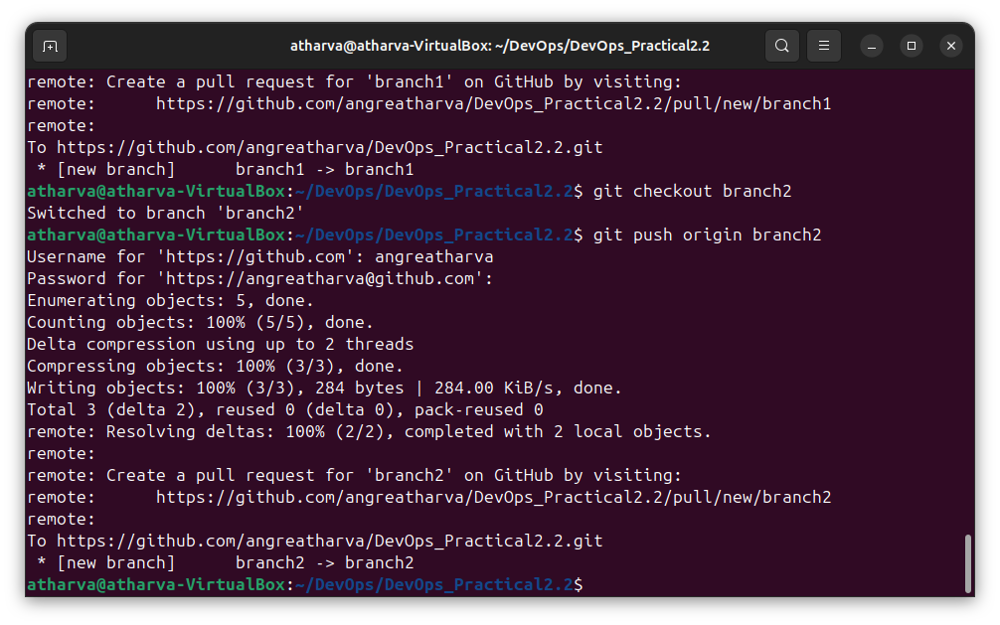 atharva@atharva-VirtualBox: ~/DevOps/DevOps_Practical2.2
remote: Create a pull request for 'branch1' on GitHub by visiting:
remote:      https://github.com/angreatharva/DevOps_Practical2.2/pull/new/branch1
remote:
To https://github.com/angreatharva/DevOps_Practical2.2.git
 * [new branch]      branch1 -> branch1
atharva@atharva-VirtualBox:~/DevOps/DevOps_Practical2.2$ git checkout branch2
Switched to branch 'branch2'
atharva@atharva-VirtualBox:~/DevOps/DevOps_Practical2.2$ git push origin branch2
Username for 'https://github.com': angreatharva
Password for 'https://angreatharva@github.com':
Enumerating objects: 5, done.
Counting objects: 100% (5/5), done.
Delta compression using up to 2 threads
Compressing objects: 100% (3/3), done.
Writing objects: 100% (3/3), 284 bytes | 284.00 KiB/s, done.
Total 3 (delta 2), reused 0 (delta 0), pack-reused 0
remote: Resolving deltas: 100% (2/2), completed with 2 local objects.
remote:
remote: Create a pull request for 'branch2' on GitHub by visiting:
remote:      https://github.com/angreatharva/DevOps_Practical2.2/pull/new/branch2
remote:
To https://github.com/angreatharva/DevOps_Practical2.2.git
 * [new branch]      branch2 -> branch2
atharva@atharva-VirtualBox:~/DevOps/DevOps_Practical2.2$